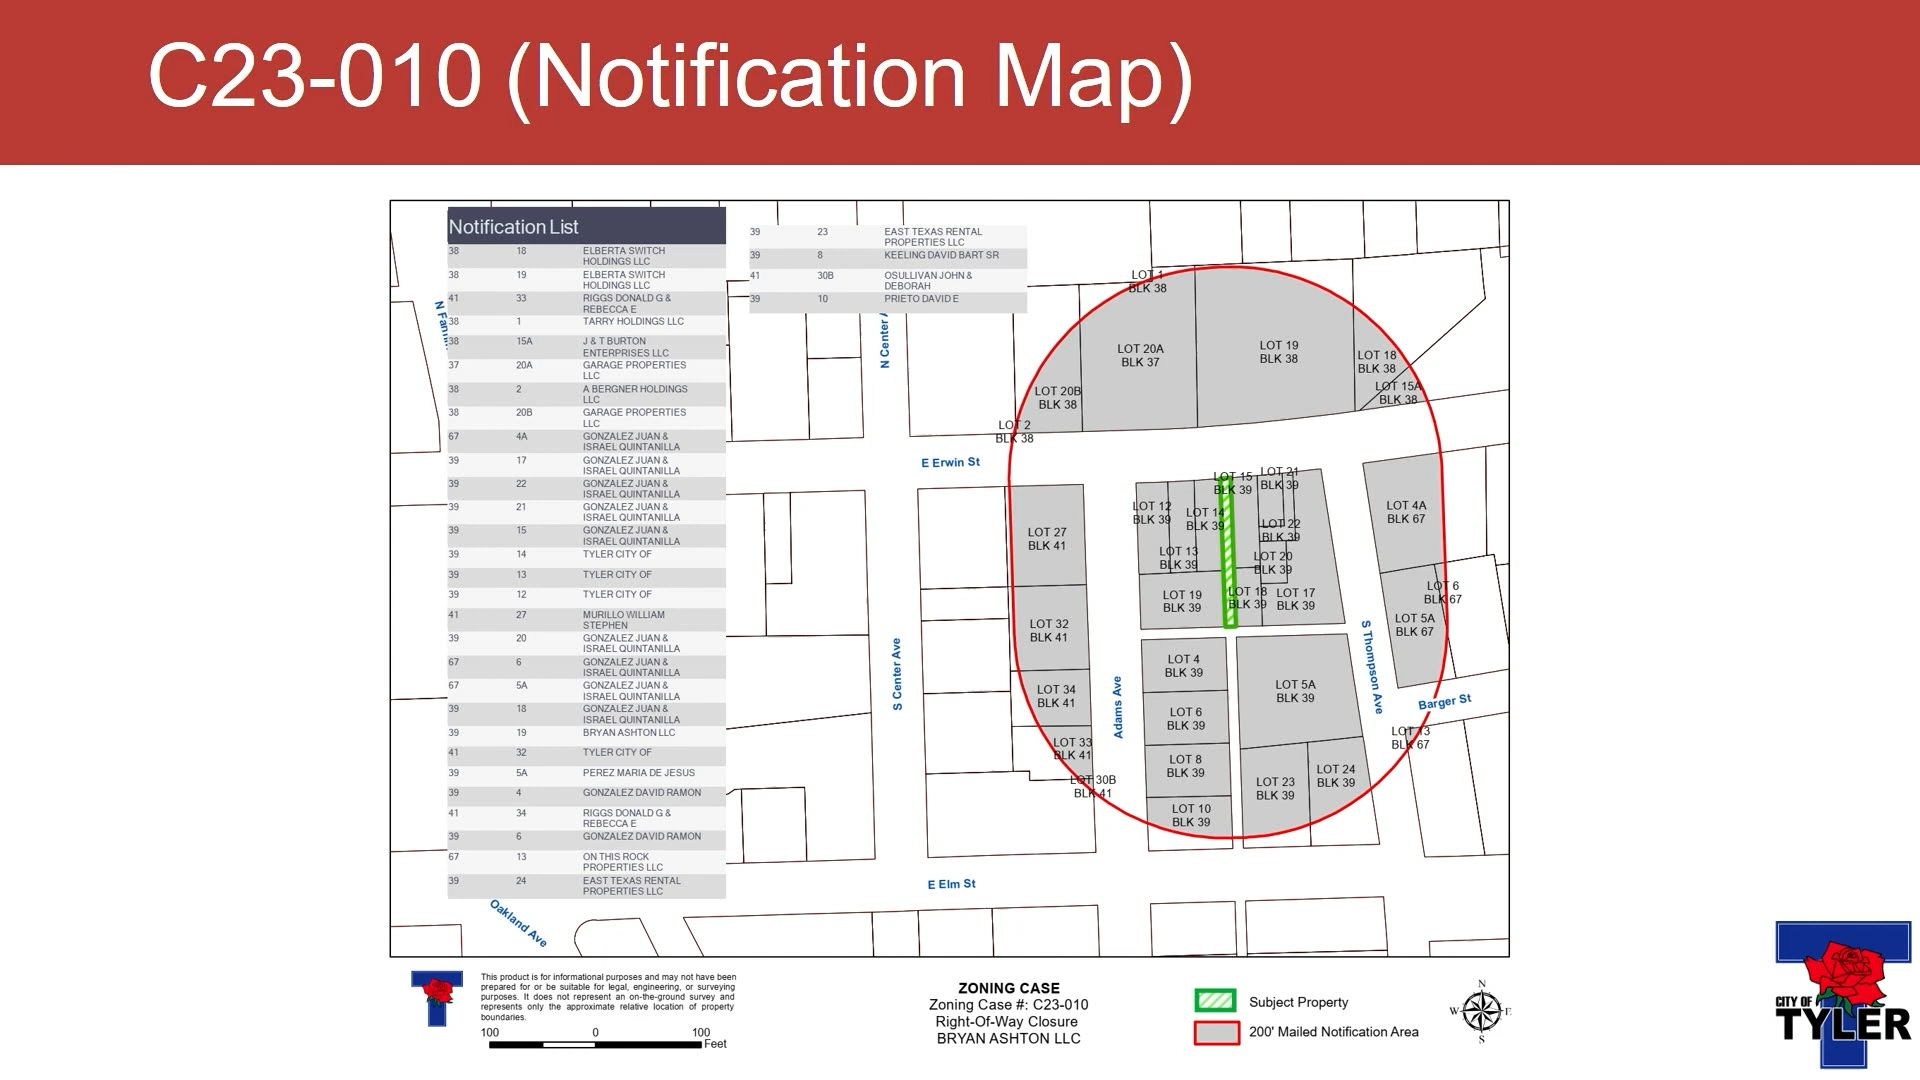 C23-010 (Notification Map)
Notification List
38 18 ELBERTA SWITCH
HOLDINGS LLC
38 19 ELBERTA SWITCH
HOLDINGS LLC
41 33 RIGGS DONALD G &
REBECCA E
38 1 TARRY HOLDINGS LLC
38 15A J & T BURTON
ENTERPRISES LLC
37 20A GARAGE PROPERTIES
LLC
38 2 A BERGNER HOLDINGS
LLC
38 20B GARAGE PROPERTIES
LLC
67 4A GONZALEZ JUAN &
ISRAEL QUINTANILLA
39 17 GONZALEZ JUAN &
ISRAEL QUINTANILLA
39 22 GONZALEZ JUAN &
ISRAEL QUINTANILLA
39 21 GONZALEZ JUAN &
ISRAEL QUINTANILLA
39 15 GONZALEZ JUAN &
ISRAEL QUINTANILLA
39 14 TYLER CITY OF
39 13 TYLER CITY OF
39 12 TYLER CITY OF
41 27 MURILLO WILLIAM
STEPHEN
39 20 GONZALEZ JUAN &
ISRAEL QUINTANILLA
67 6 GONZALEZ JUAN &
ISRAEL QUINTANILLA
67 5A GONZALEZ JUAN &
ISRAEL QUINTANILLA
39 18 GONZALEZ JUAN &
ISRAEL QUINTANILLA
39 19 BRYAN ASHTON LLC
41 32 TYLER CITY OF
39 5A PEREZ MARIA DE JESUS
39 4 GONZALEZ DAVID RAMON
41 34 RIGGS DONALD G &
REBECCA E
39 6 GONZALEZ DAVID RAMON
67 13 ON THIS ROCK
PROPERTIES LLC
39 24 EAST TEXAS RENTAL
PROPERTIES LLC
39 23 EAST TEXAS RENTAL
PROPERTIES LLC
39 8 KEELING DAVID BART SR
41 30B OSULLIVAN JOHN &
DEBORAH
39 10 PRIETO DAVID E
N Center
LOT 1
BLK 38
LOT 20A
BLK 37
LOT 19
BLK 38
LOT 18
BLK 38
LOT 15A
BLK 38
LOT 20B
BLK 38
LOT 2
BLK 38
E Erwin St
LOT 15
BLK 39
LOT 21
BLK 39
LOT 12
BLK 39
LOT 14
BLK 39
LOT 22
BLK 39
LOT 4A
BLK 67
LOT 27
BLK 41
LOT 13
BLK 39
LOT 20
BLK 39
LOT 19
BLK 39
LOT 18
BLK 39
LOT 17
BLK 39
LOT 6
BLK 67
LOT 5A
BLK 67
LOT 32
BLK 41
S Center Ave
Adams Ave
S Thompson Ave
LOT 4
BLK 39
LOT 5A
BLK 39
LOT 34
BLK 41
LOT 6
BLK 39
Barger St
LOT 33
BLK 41
LOT 13
BLK 67
LOT 8
BLK 39
LOT 23
BLK 39
LOT 24
BLK 39
LOT 30B
BLK 41
LOT 10
BLK 39
E Elm St
Oakland Ave
This product is for informational purposes and may not have been
prepared for or be suitable for legal, engineering, or surveying
purposes. It does not represent an on-the-ground survey and
represents only the approximate relative location of property
boundaries.
100 0 100
Feet
ZONING CASE
Zoning Case #: C23-010
Right-Of-Way Closure
BRYAN ASHTON LLC
Subject Property
200' Mailed Notification Area
N
W E
S
CITY OF
TYLER